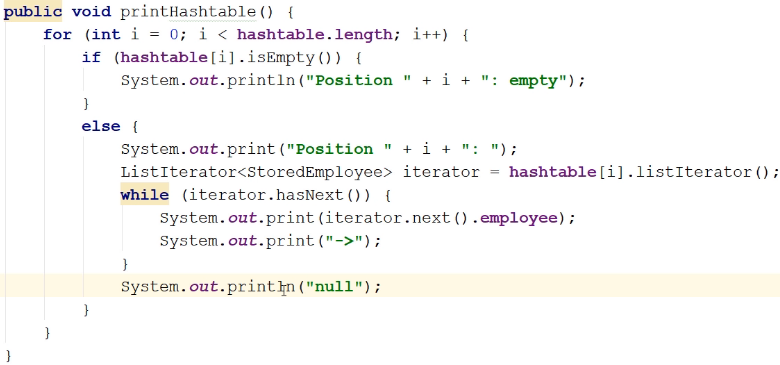 public void printHashtable() {
for (int i = 0; i < hashtable.length; i++) {
if (hashtable[i].isEmpty()) {
System.out.println("Position " + i + ": empty");
}
else {
System.out.print("Position " + i + ": ");
ListIterator<StoredEmployee> iterator = hashtable[i].listIterator();
while (iterator.hasNext()) {
System.out.print(iterator.next().employee);
System.out.print("->");
}
System.out.println("null");
}
}
}